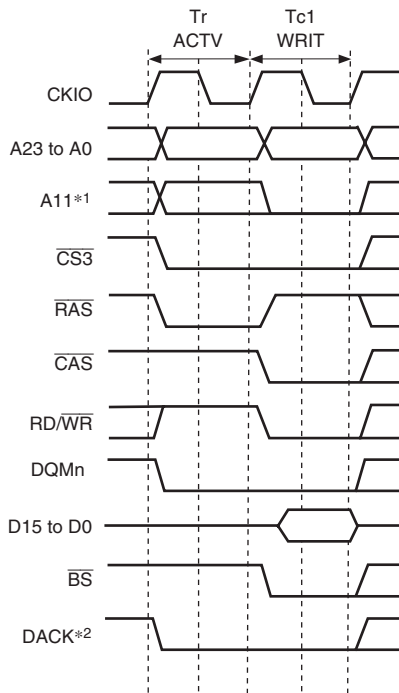 Tr Tc1
ACTV WRIT
CKIO
A23 to A0
A11*1
CS3
RAS
CAS
RD/WR
DQMn
D15 to D0
BS
DACK*2